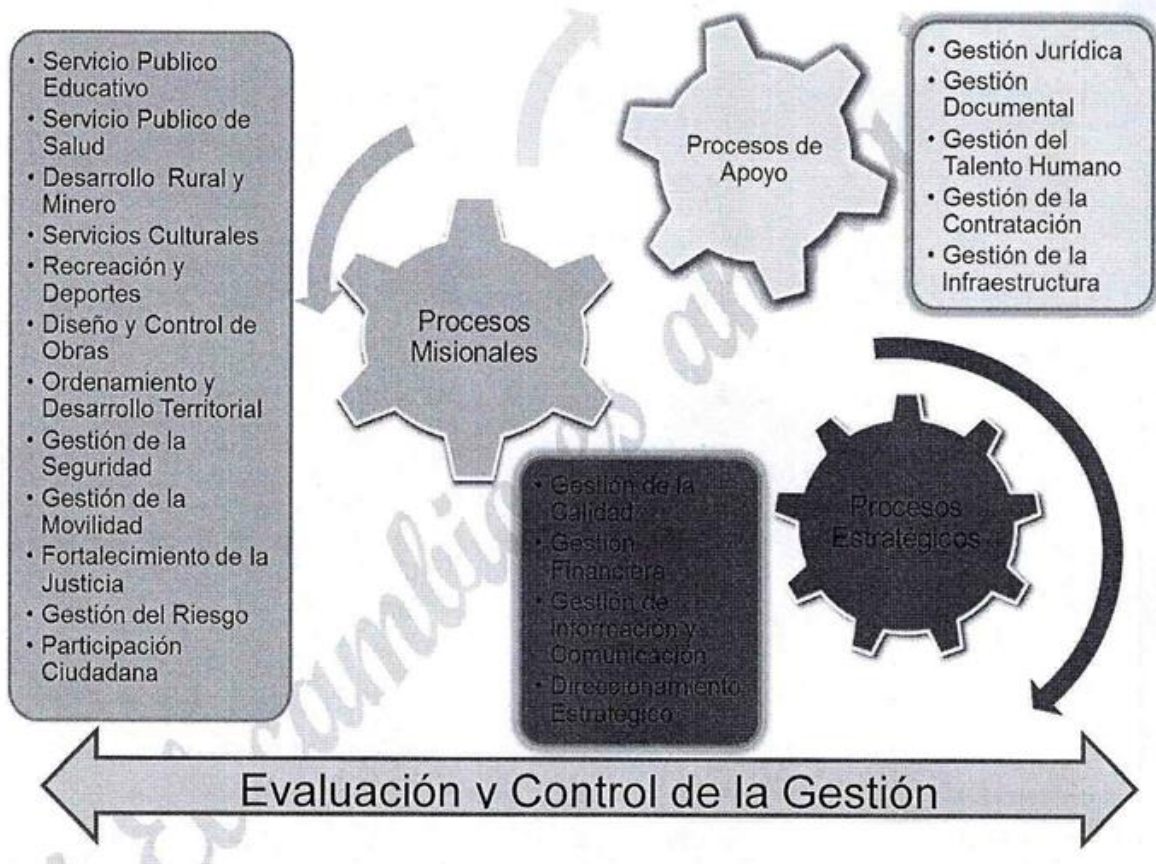 • Servicio Publico
Educativo
• Servicio Publico de
Salud
• Desarrollo Rural y
Minero
• Servicios Culturales
• Recreación y
Deportes
• Diseño y Control de
Obras
• Ordenamiento y
Desarrollo Territorial
• Gestión de la
Seguridad
• Gestión de la
Movilidad
• Fortalecimiento de la
Justicia
• Gestión del Riesgo
• Participación
Ciudadana
Procesos
Misionales
Procesos de
Apoyo
• Gestión Jurídica
• Gestión
Documental
• Gestión del
Talento Humano
• Gestión de la
Contratación
• Gestión de la
Infraestructura
• Gestión de la
Calidad
• Gestión
Financiera
• Gestión de
Información y
Comunicación
• Direccionamiento
Estratégico
Procesos
Estratégicos
Evaluación y Control de la Gestión